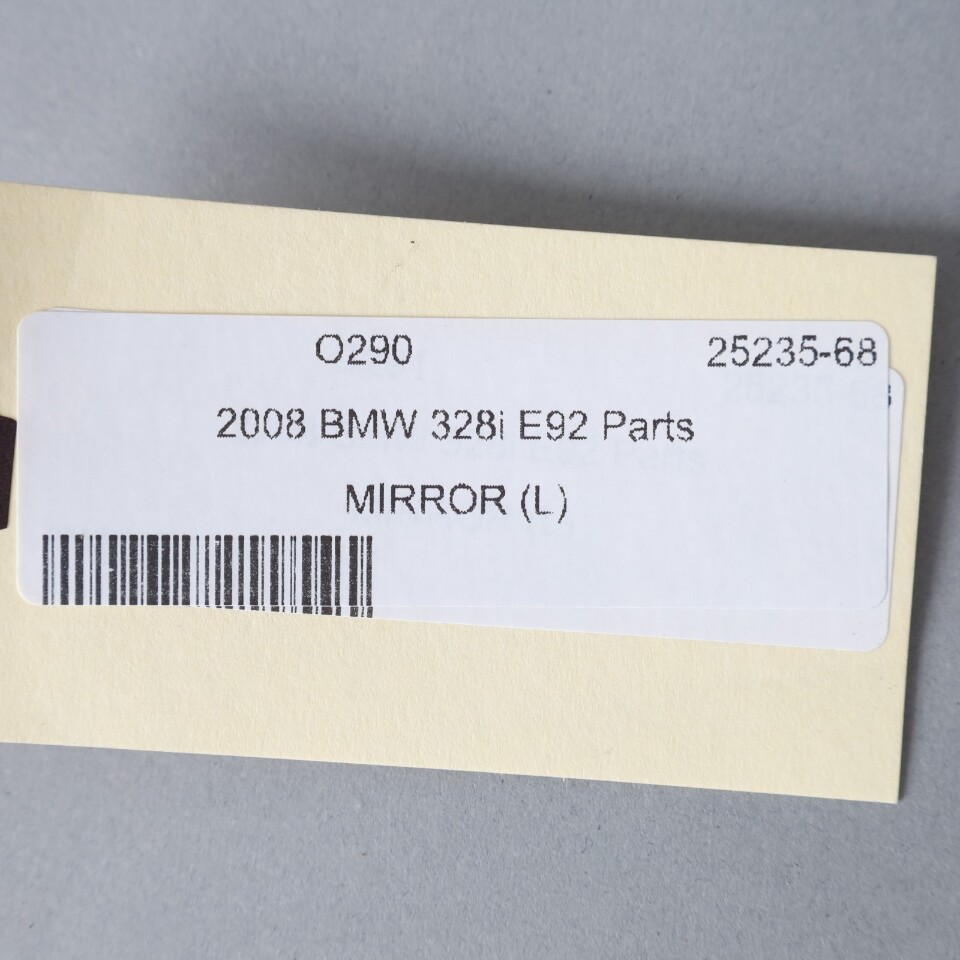 O290 25235-68
2008 BMW 328i E92 Parts
MIRROR (L)